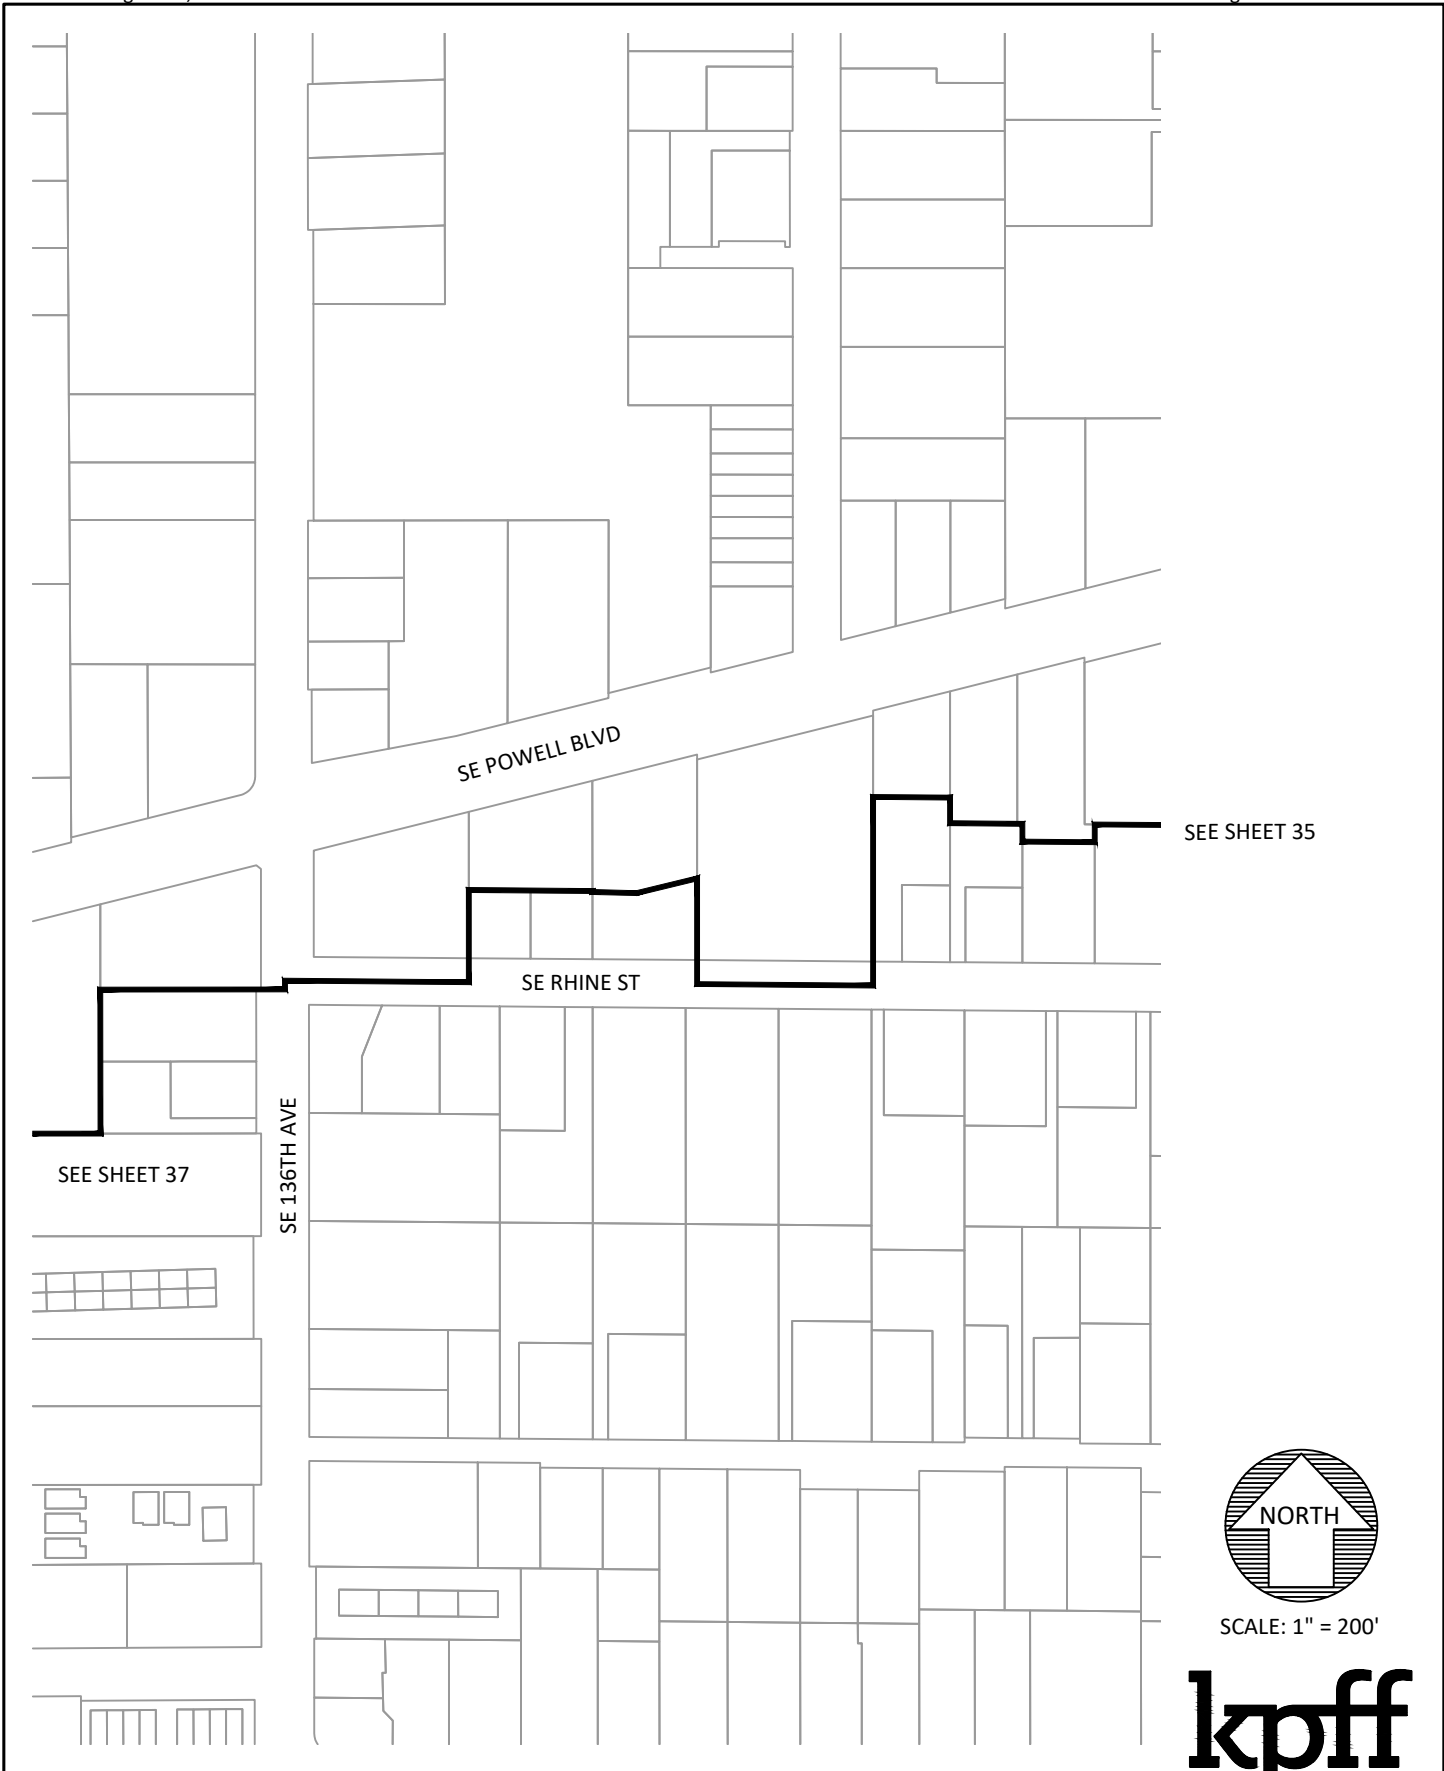 SE POWELL BLVD
SEE SHEET 35
SE RHINE ST
SE 136TH AVE
SEE SHEET 37
NORTH
SCALE: 1" = 200'
kpff